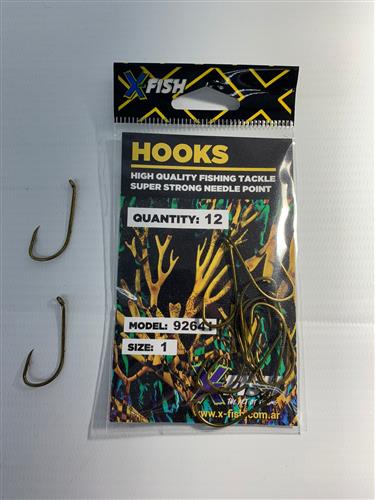 X FISH
HOOKS
HIGH QUALITY FISHING TACKLE
SUPER STRONG NEEDLE POINT
QUANTITY: 12
MODEL: 92641
SIZE: 1
www.x-fish.com.ar